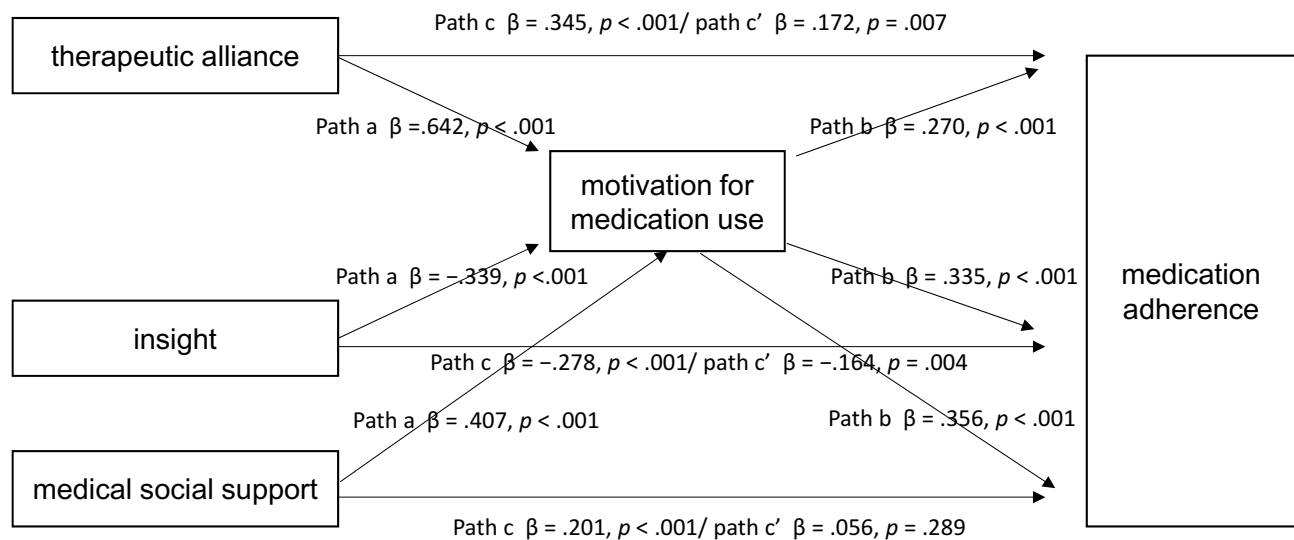 Path c β = .345, p < .001/ path c’ β = .172, p = .007
therapeutic alliance
Path a β =.642, p < .001
Path b β = .270, p < .001
motivation for
medication use
Path a β = −.339, p <.001
Path b β = .335, p < .001
medication
adherence
insight
Path c β = −.278, p < .001/ path c’ β = −.164, p = .004
Path a β = .407, p < .001
Path b β = .356, p < .001
medical social support
Path c β = .201, p < .001/ path c’ β = .056, p = .289